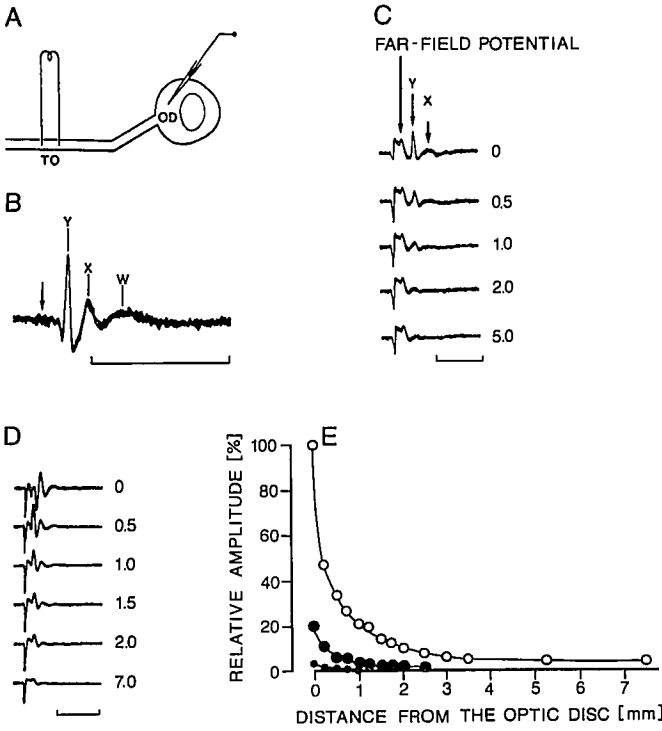 A
OD
TO
B
Y
X
W
C
FAR-FIELD POTENTIAL
Y
X
0
0.5
1.0
2.0
5.0
D
0
0.5
1.0
1.5
2.0
7.0
E
RELATIVE AMPLITUDE [%]
100
80
60
40
20
0
0 1 2 3 4 5 6 7
DISTANCE FROM THE OPTIC DISC [mm]